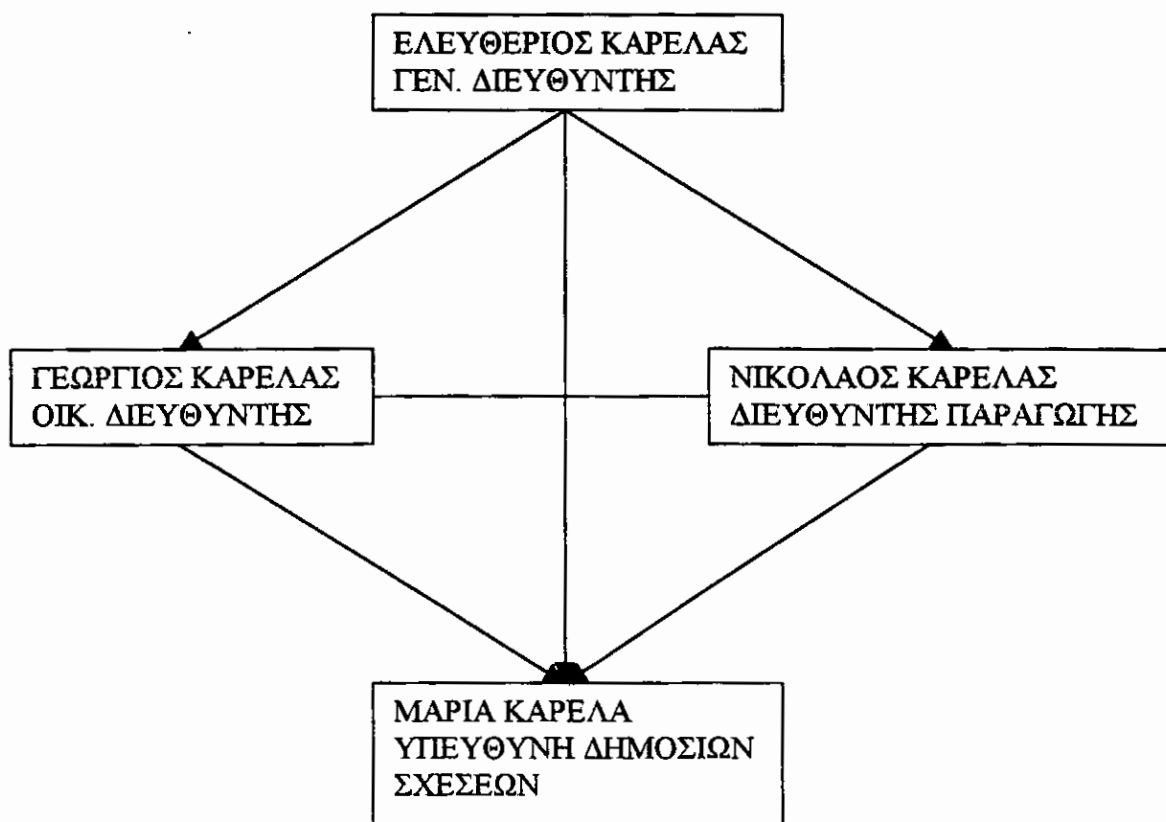 ΕΛΕΥΘΕΡΙΟΣ ΚΑΡΕΛΑΣ
ΓΕΝ. ΔΙΕΥΘΥΝΤΗΣ
ΓΕΩΡΓΙΟΣ ΚΑΡΕΛΑΣ
ΟΙΚ. ΔΙΕΥΘΥΝΤΗΣ
ΝΙΚΟΛΑΟΣ ΚΑΡΕΛΑΣ
ΔΙΕΥΘΥΝΤΗΣ ΠΑΡΑΓΩΓΗΣ
ΜΑΡΙΑ ΚΑΡΕΛΑ
ΥΠΕΥΘΥΝΗ ΔΗΜΟΣΙΩΝ
ΣΧΕΣΕΩΝ